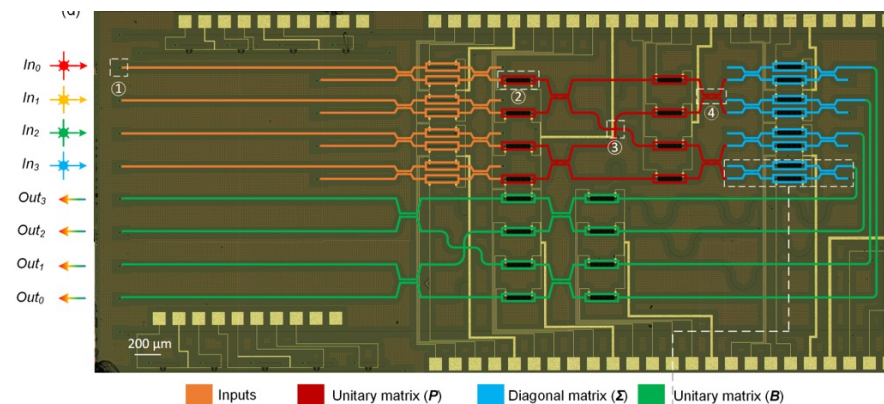 In0
In1
In2
In3
Out3
Out2
Out1
Out0
①
②
③
④
200 μm
Inputs
Unitary matrix (P)
Diagonal matrix (Σ)
Unitary matrix (B)